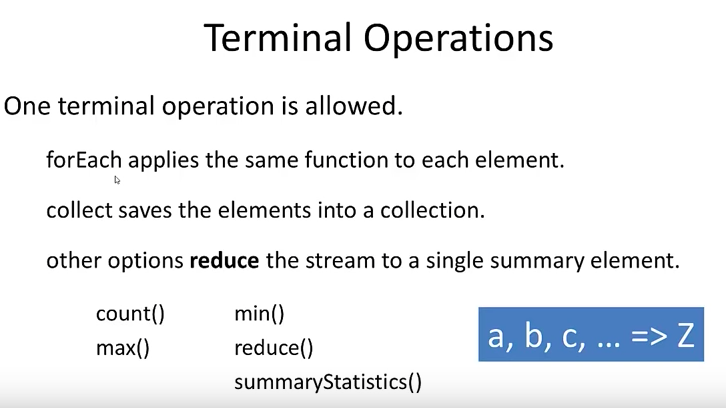 Terminal Operations
One terminal operation is allowed.
forEach applies the same function to each element.
collect saves the elements into a collection.
other options reduce the stream to a single summary element.
count() min()
max() reduce()
summaryStatistics()
a, b, c, ... => Z